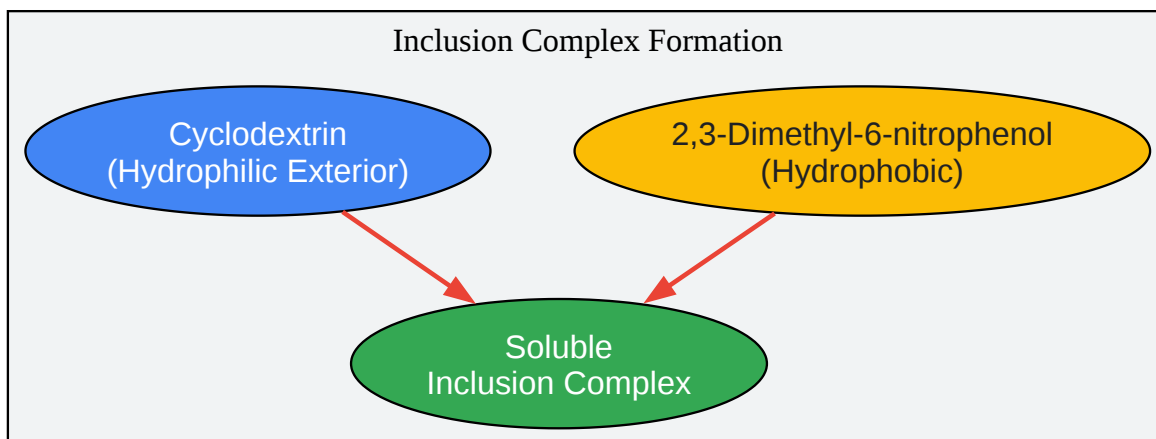 Inclusion Complex Formation
Cyclodextrin
(Hydrophilic Exterior)
2,3-Dimethyl-6-nitrophenol
(Hydrophobic)
Soluble
Inclusion Complex